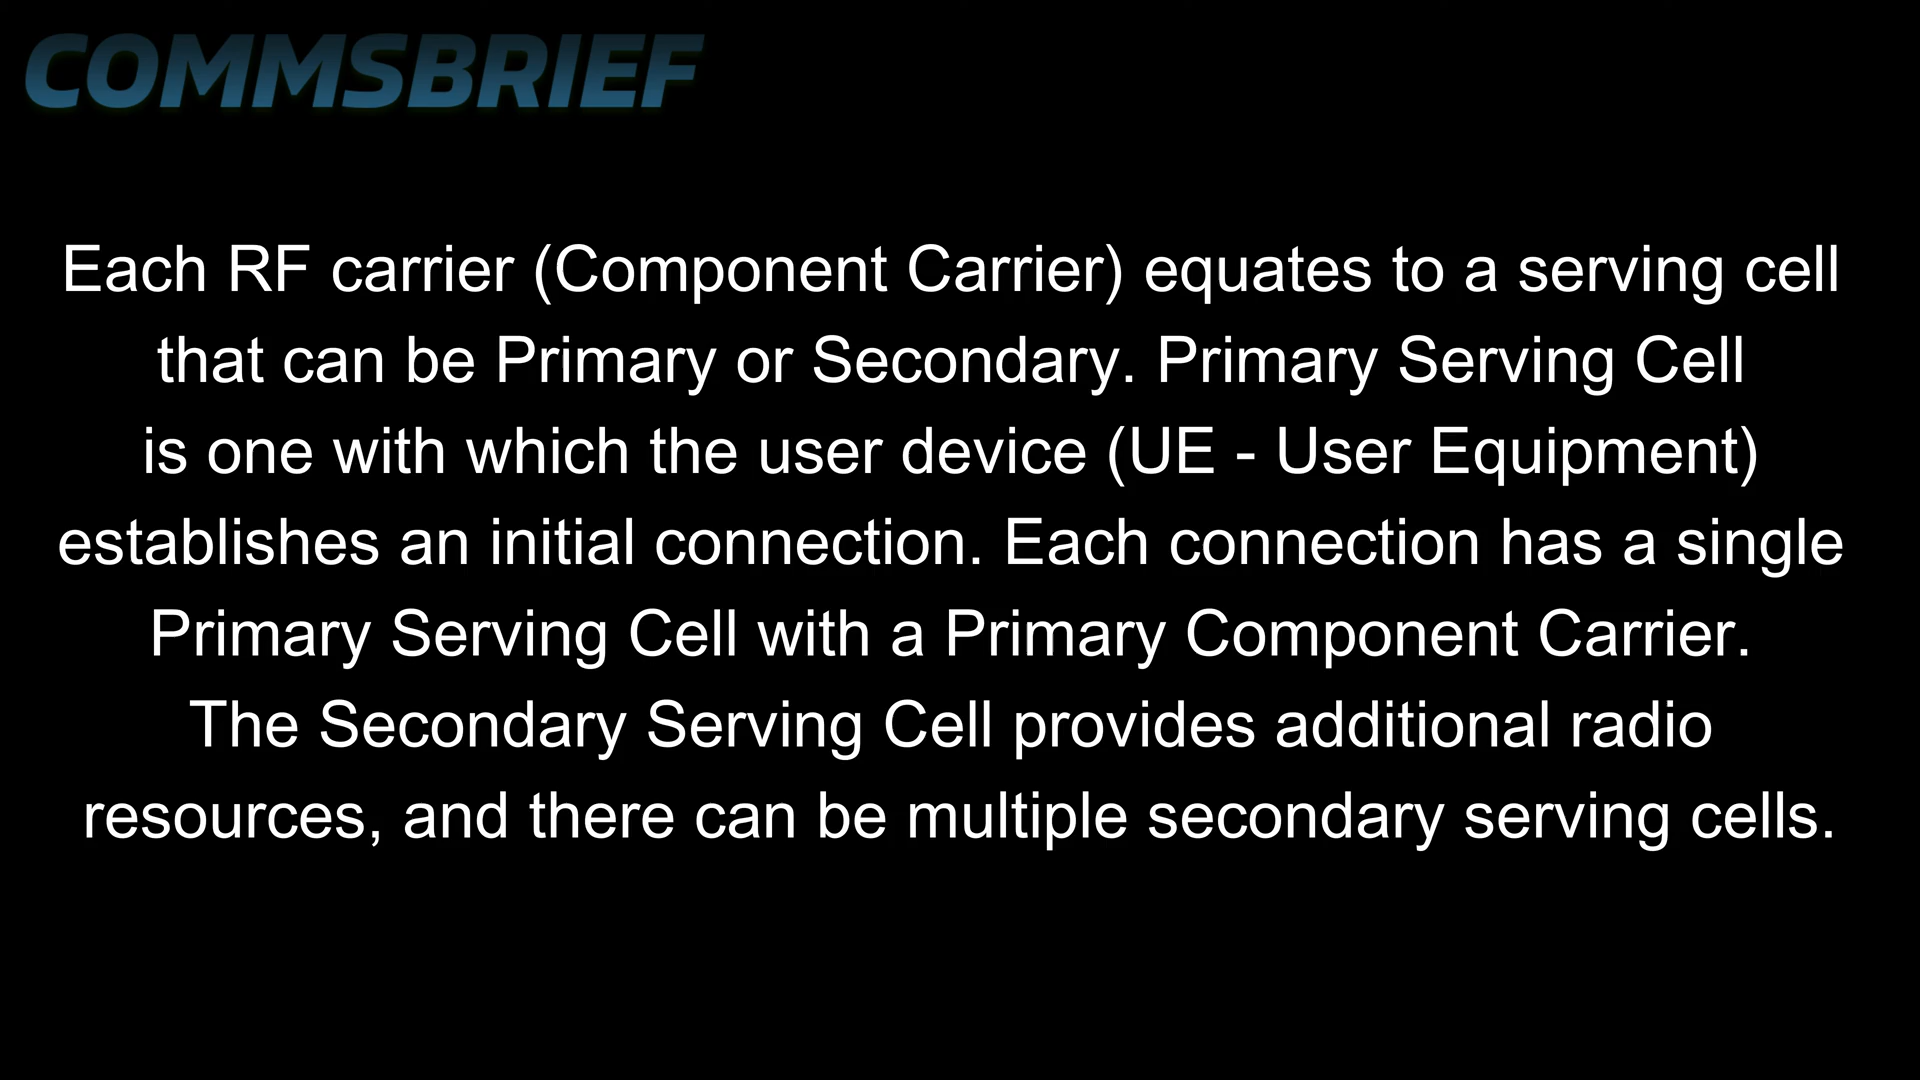 COMMSBRIEF
Each RF carrier (Component Carrier) equates to a serving cell
that can be Primary or Secondary. Primary Serving Cell
is one with which the user device (UE - User Equipment)
establishes an initial connection. Each connection has a single
Primary Serving Cell with a Primary Component Carrier.
The Secondary Serving Cell provides additional radio
resources, and there can be multiple secondary serving cells.